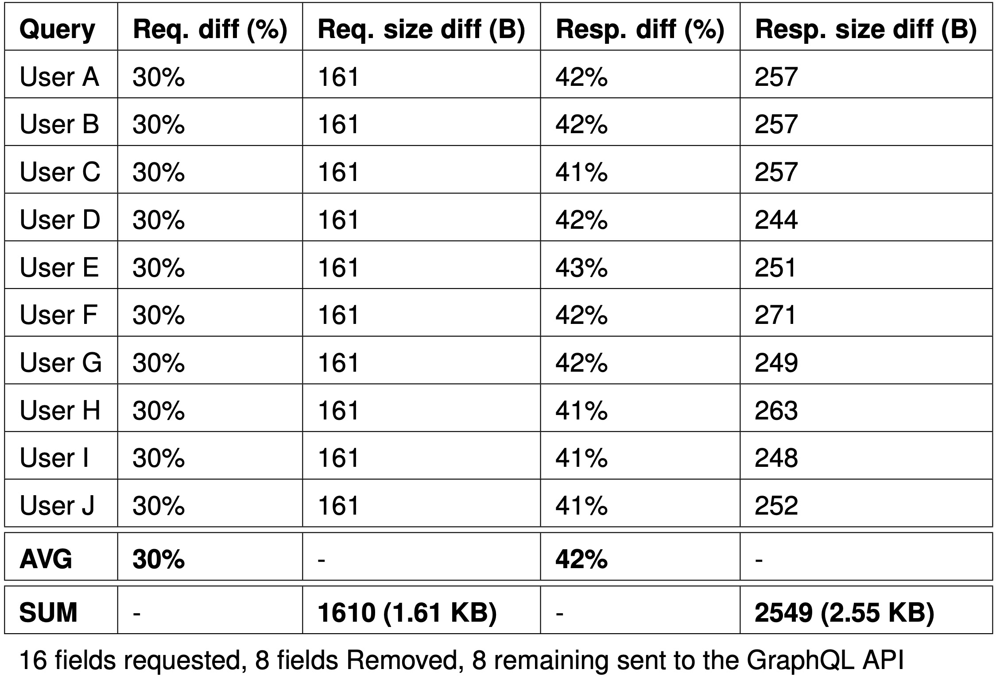 Query Req. diff (%) Req. size diff (B) Resp. diff (%) Resp. size diff (B)
User A 30% 161 42% 257
User B 30% 161 42% 257
User C 30% 161 41% 257
User D 30% 161 42% 244
User E 30% 161 43% 251
User F 30% 161 42% 271
User G 30% 161 42% 249
User H 30% 161 41% 263
User I 30% 161 41% 248
User J 30% 161 41% 252
AVG 30% - 42% -
SUM - 1610 (1.61 KB) - 2549 (2.55 KB)
16 fields requested, 8 fields Removed, 8 remaining sent to the GraphQL API